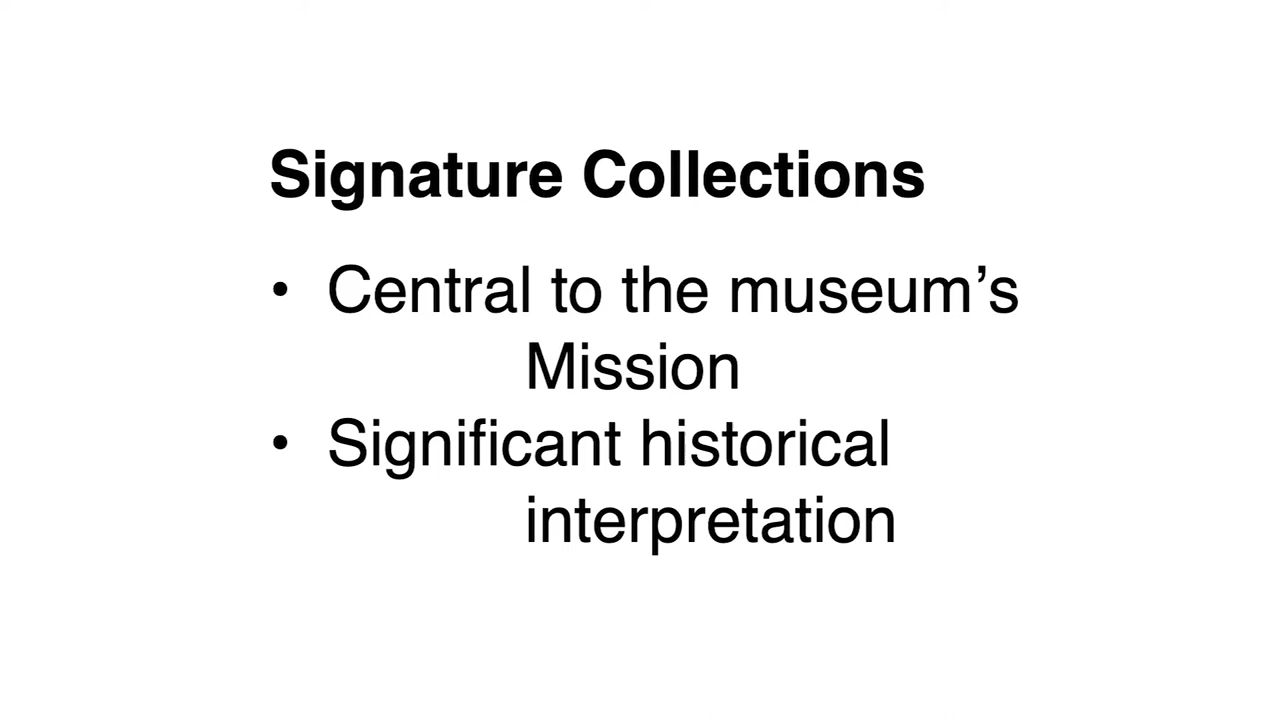 Signature Collections
• Central to the museum’s
Mission
• Significant historical
interpretation